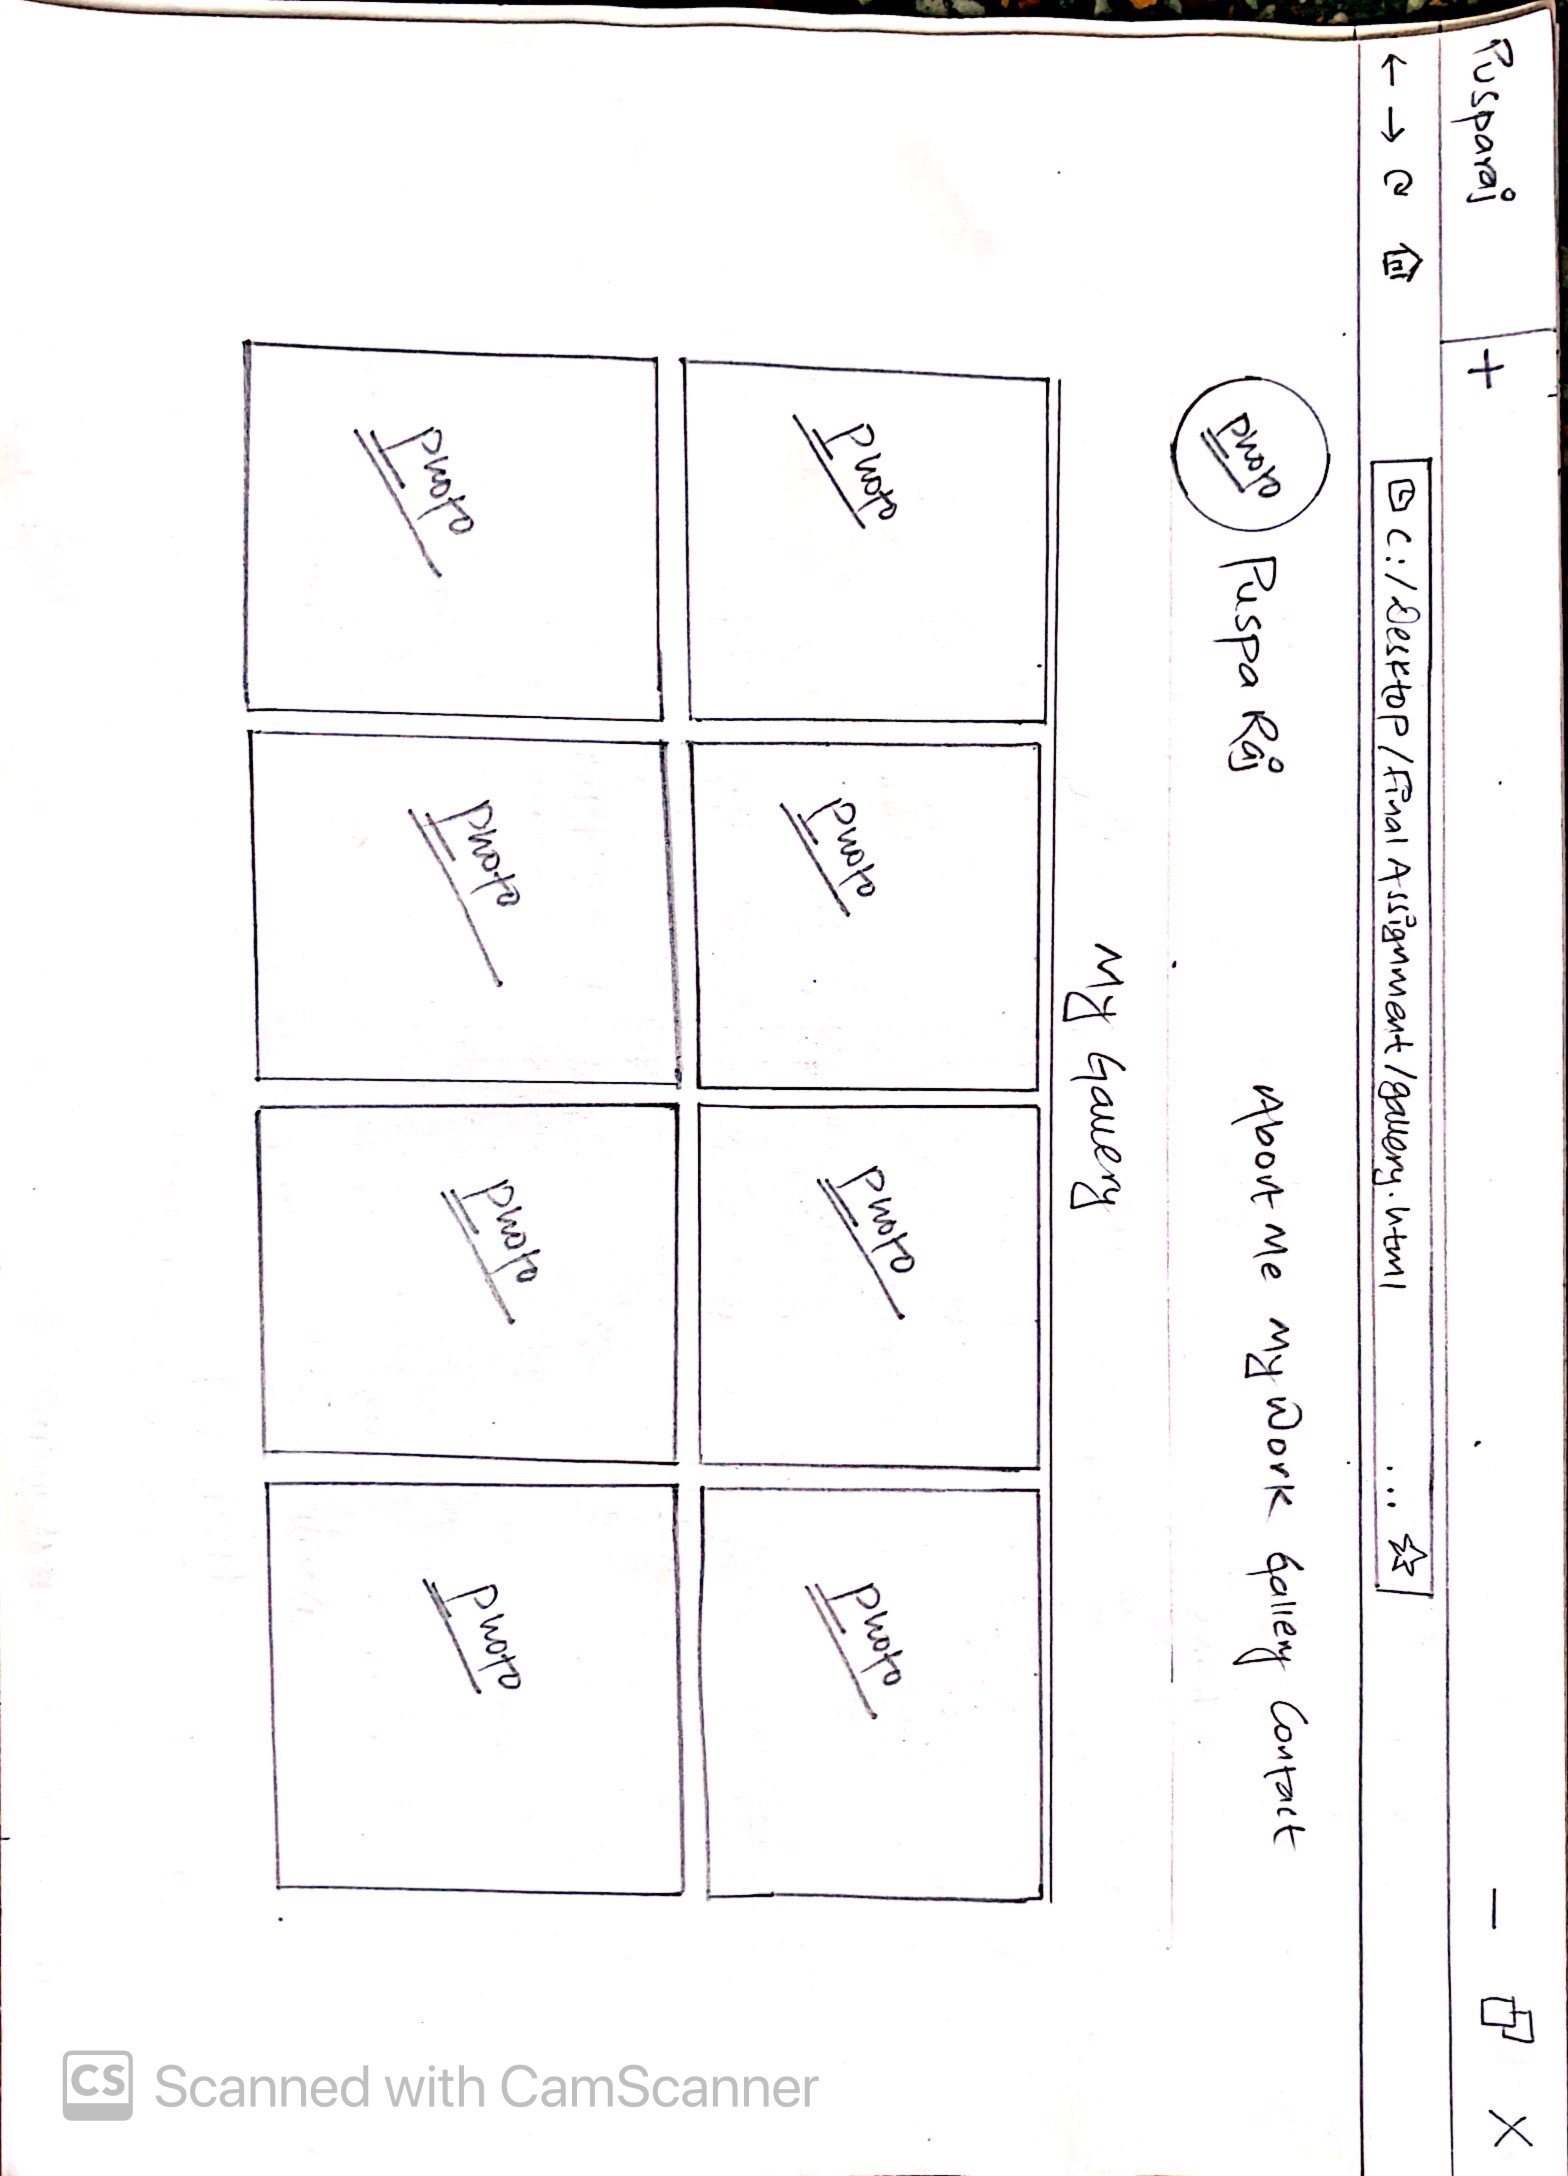 Pusparaj +
C:/Desktop/Final Assignment/gallery.html ...
photo Puspa Raj About Me My Work Gallery Contact
My Gallery
photo photo photo photo
photo photo photo photo
CS Scanned with CamScanner